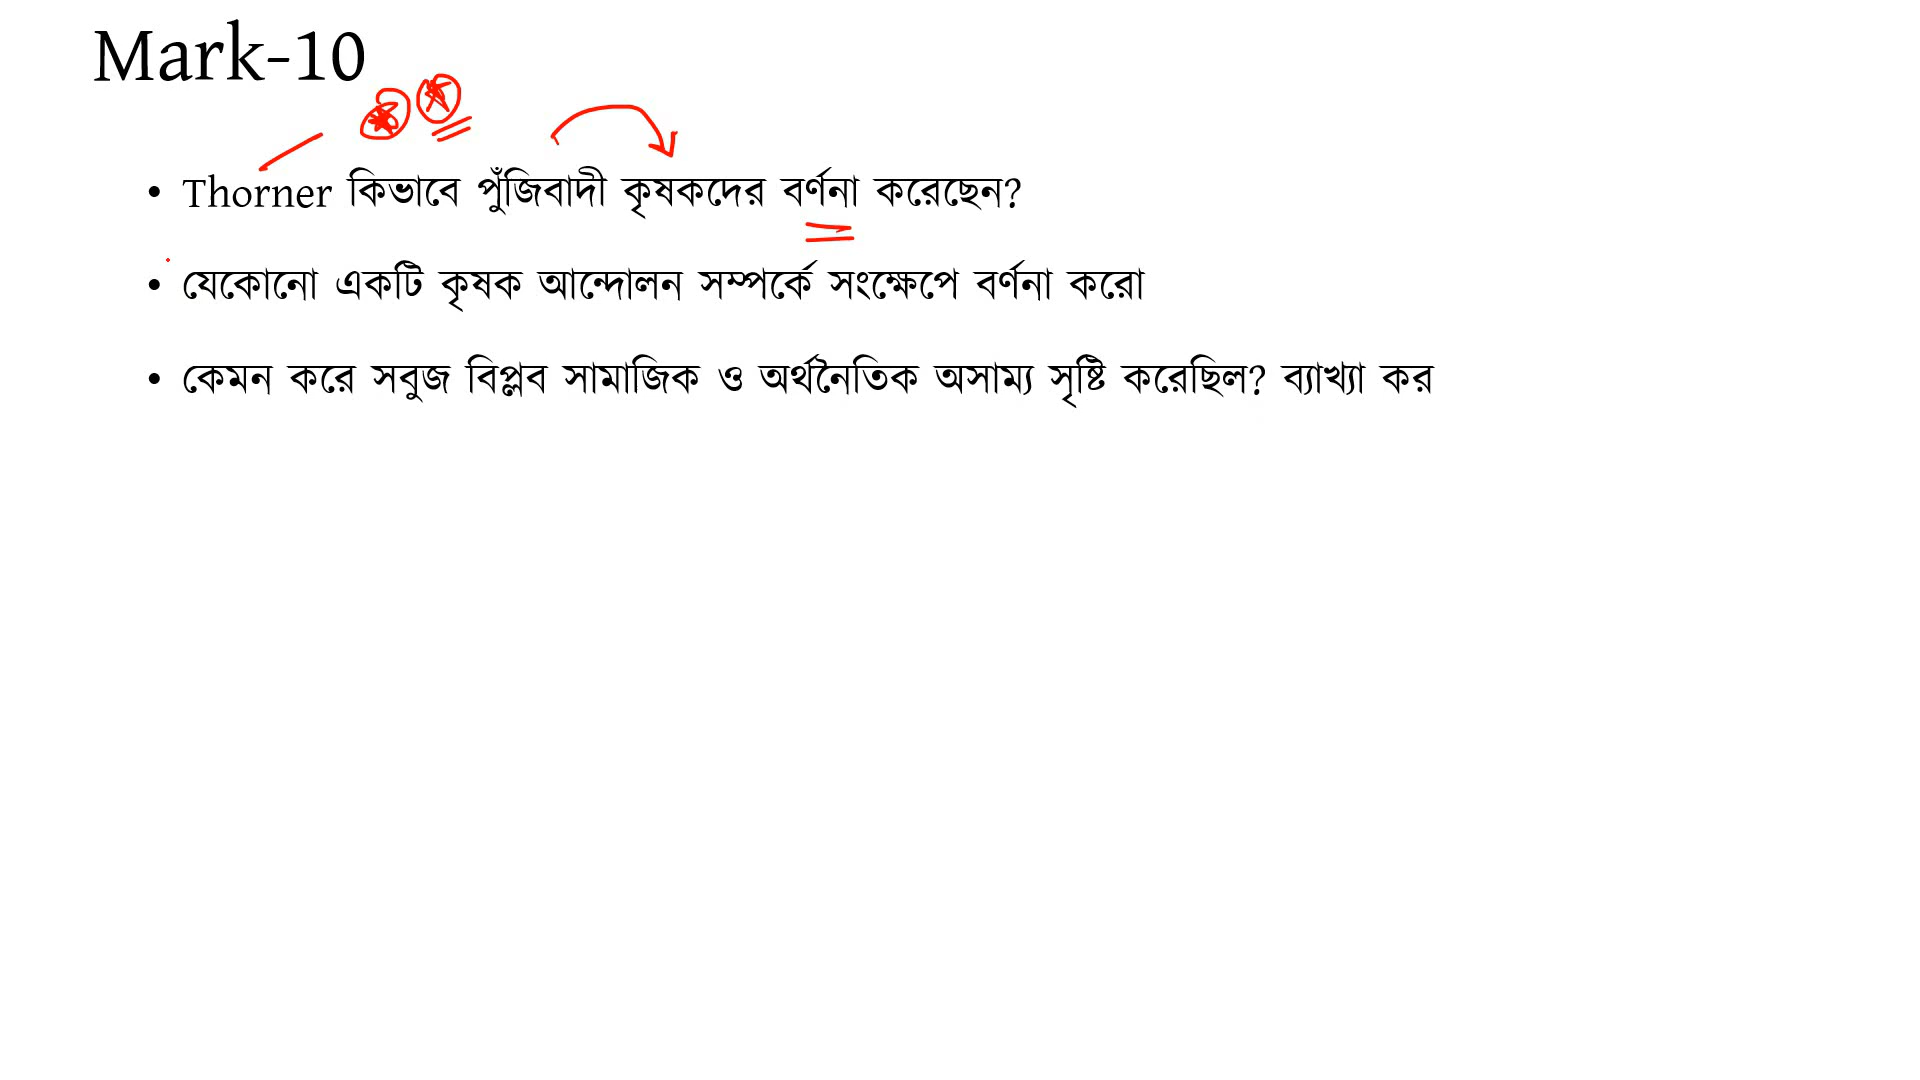 Mark-10
• Thorner কিভাবে পুঁজিবাদী কৃষকদের বর্ণনা করেছেন?
• যেকোনো একটি কৃষক আন্দোলন সম্পর্কে সংক্ষেপে বর্ণনা করো
• কেমন করে সবুজ বিপ্লব সামাজিক ও অর্থনৈতিক অসাম্য সৃষ্টি করেছিল? ব্যাখ্যা কর